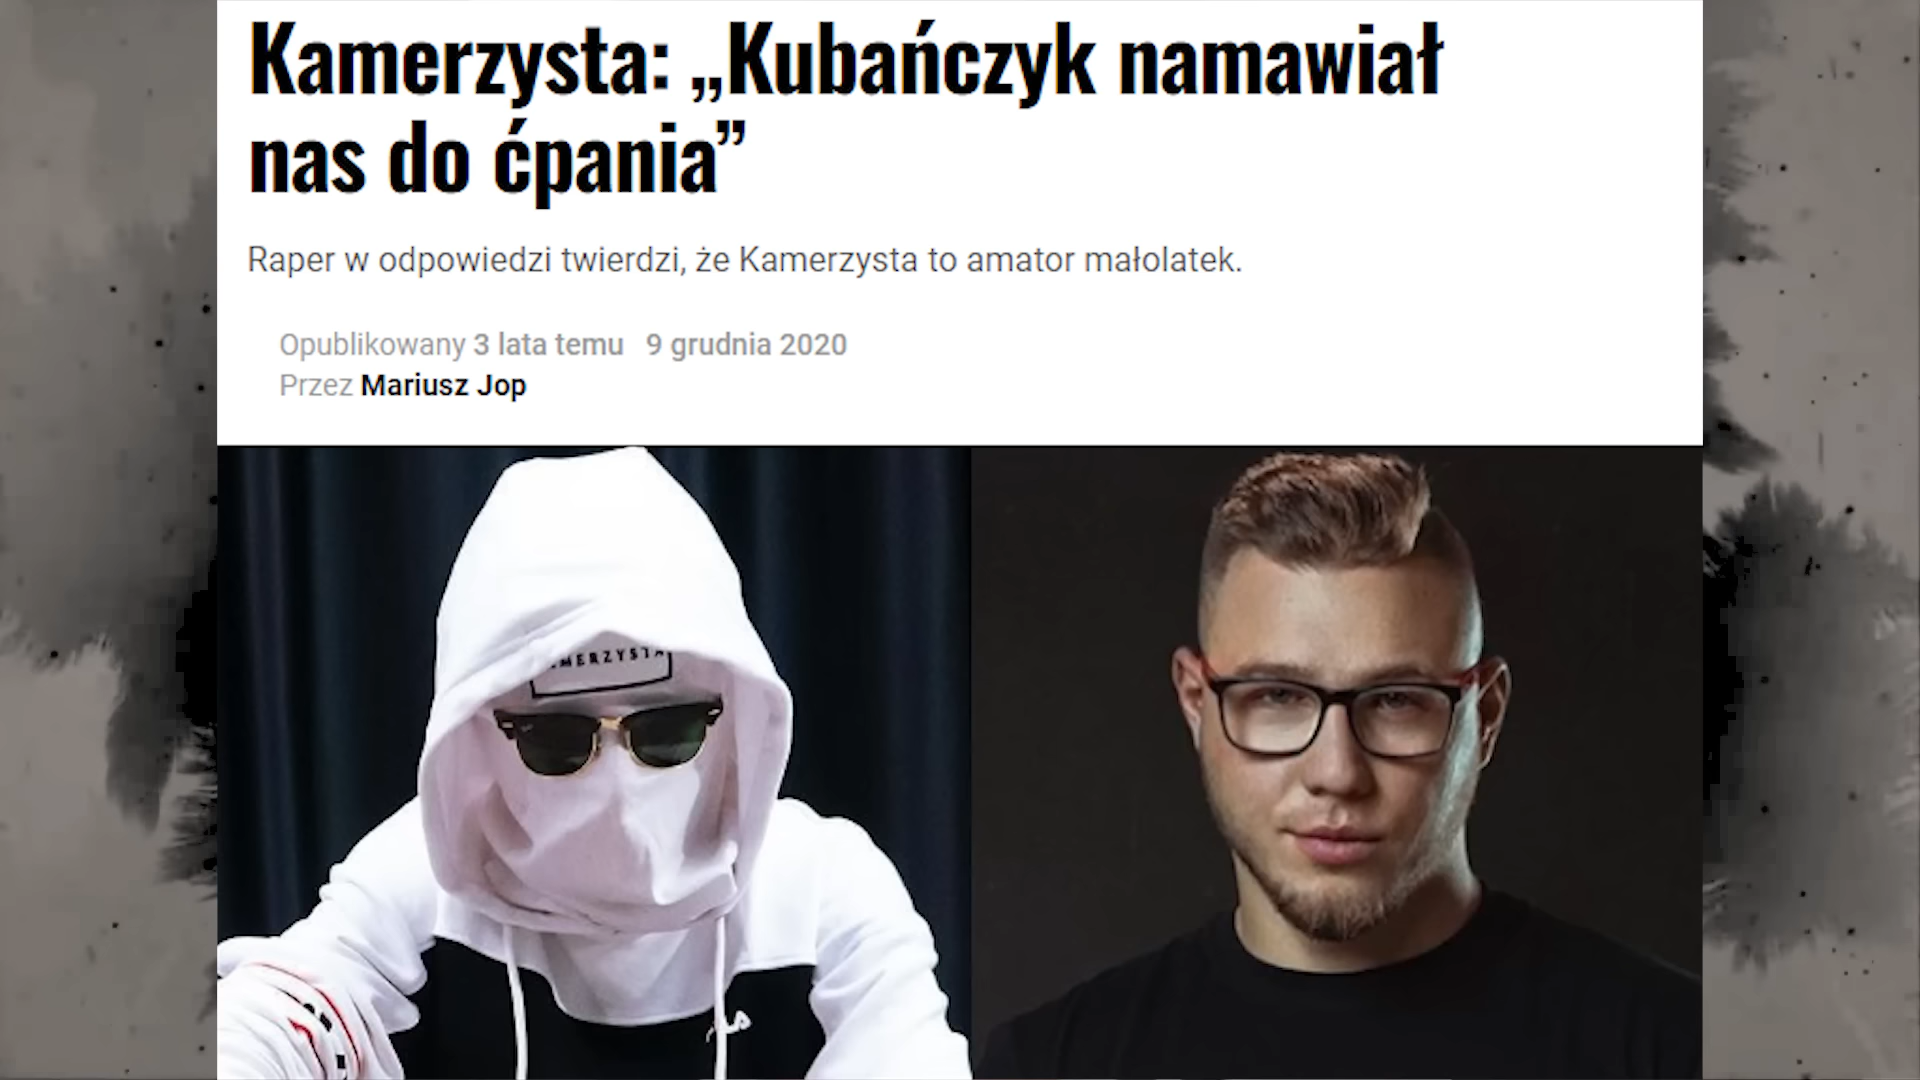 Kamerzysta: „Kubańczyk namawiał
nas do ćpania”
Raper w odpowiedzi twierdzi, że Kamerzysta to amator małolatek.
Opublikowany 3 lata temu 9 grudnia 2020
Przez Mariusz Jop